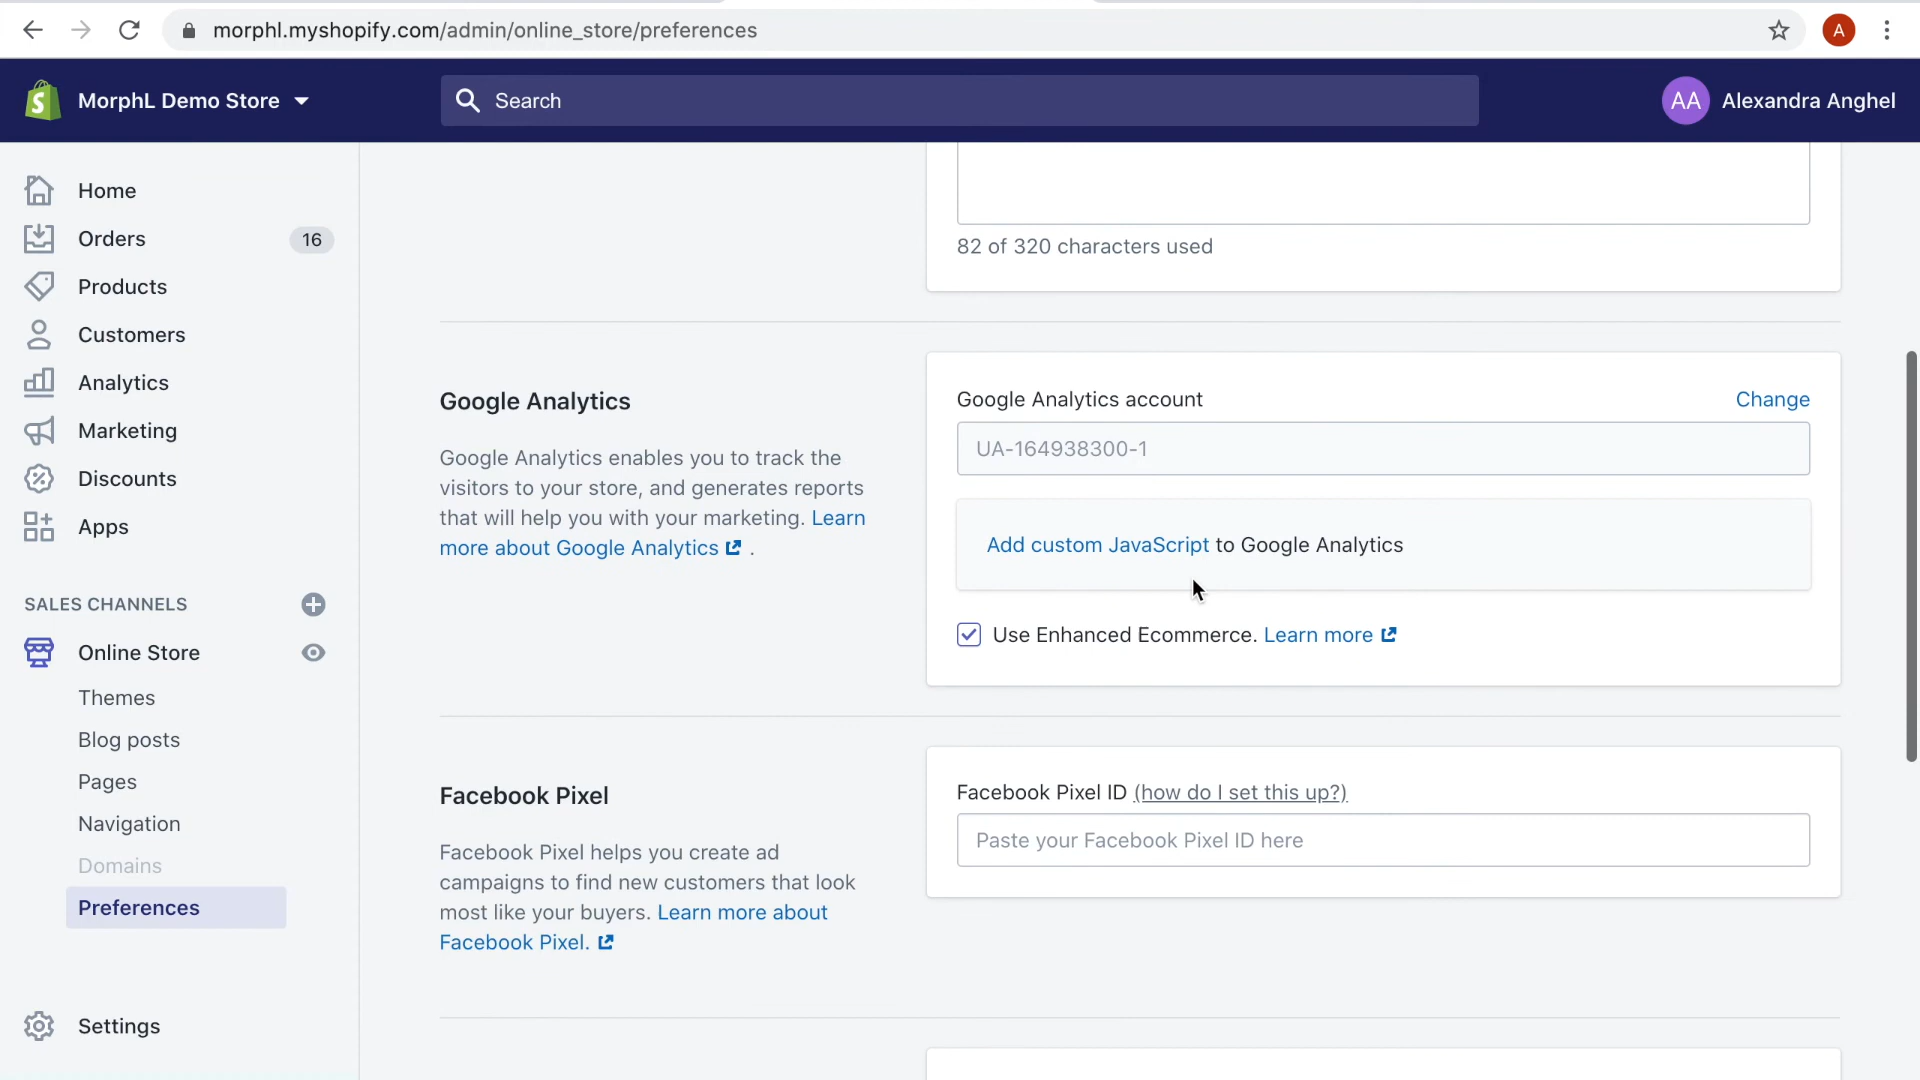 morphl.myshopify.com/admin/online_store/preferences
A
MorphL Demo Store
Search
AA
Alexandra Anghel
Home
Orders
16
Products
Customers
Analytics
Marketing
Discounts
Apps
SALES CHANNELS
Online Store
Themes
Blog posts
Pages
Navigation
Domains
Preferences
Settings
82 of 320 characters used
Google Analytics
Google Analytics enables you to track the
visitors to your store, and generates reports
that will help you with your marketing. Learn
more about Google Analytics .
Google Analytics account
Change
UA-164938300-1
Add custom JavaScript to Google Analytics
Use Enhanced Ecommerce. Learn more
Facebook Pixel
Facebook Pixel helps you create ad
campaigns to find new customers that look
most like your buyers. Learn more about
Facebook Pixel.
Facebook Pixel ID (how do I set this up?)
Paste your Facebook Pixel ID here